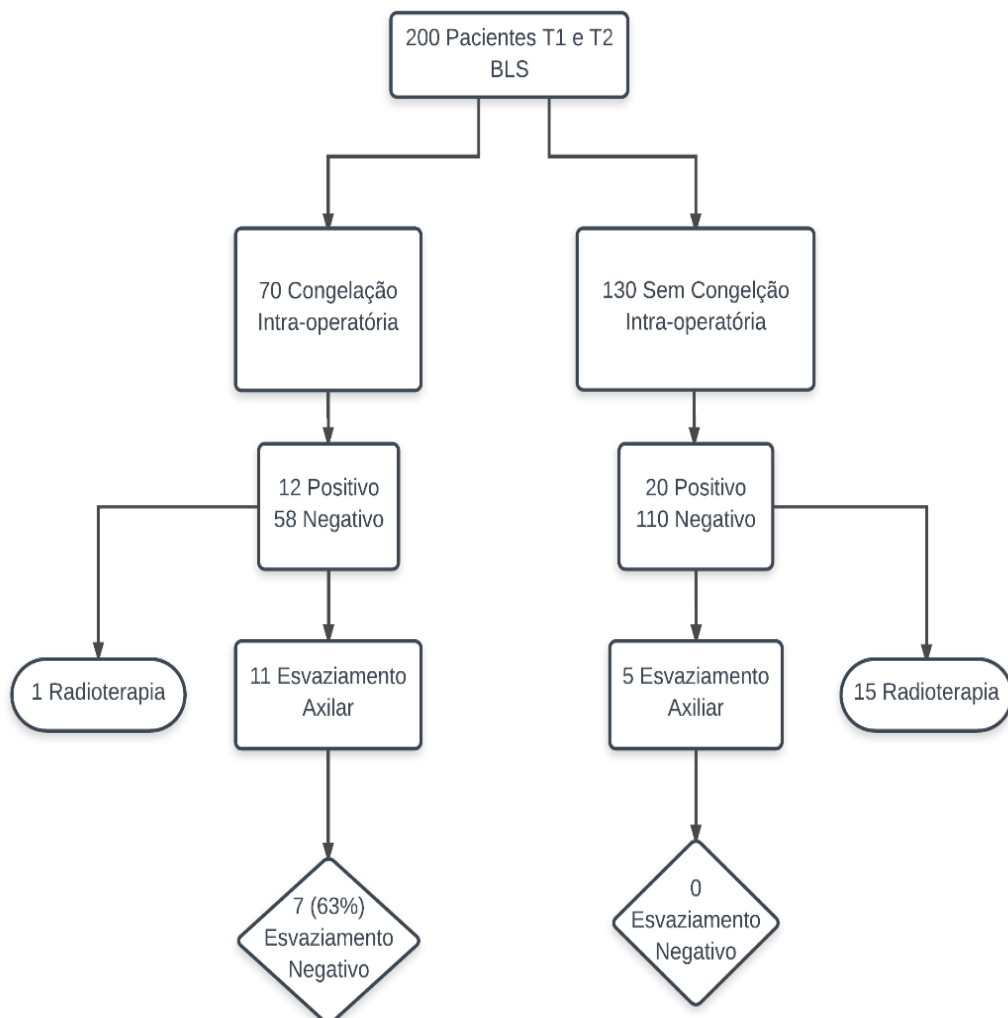 200 Pacientes T1 e T2
BLS
70 Congelação
Intra-operatória
130 Sem Congelção
Intra-operatória
12 Positivo
58 Negativo
20 Positivo
110 Negativo
1 Radioterapia
11 Esvaziamento
Axilar
5 Esvaziamento
Axiliar
15 Radioterapia
7 (63%)
Esvaziamento
Negativo
0
Esvaziamento
Negativo